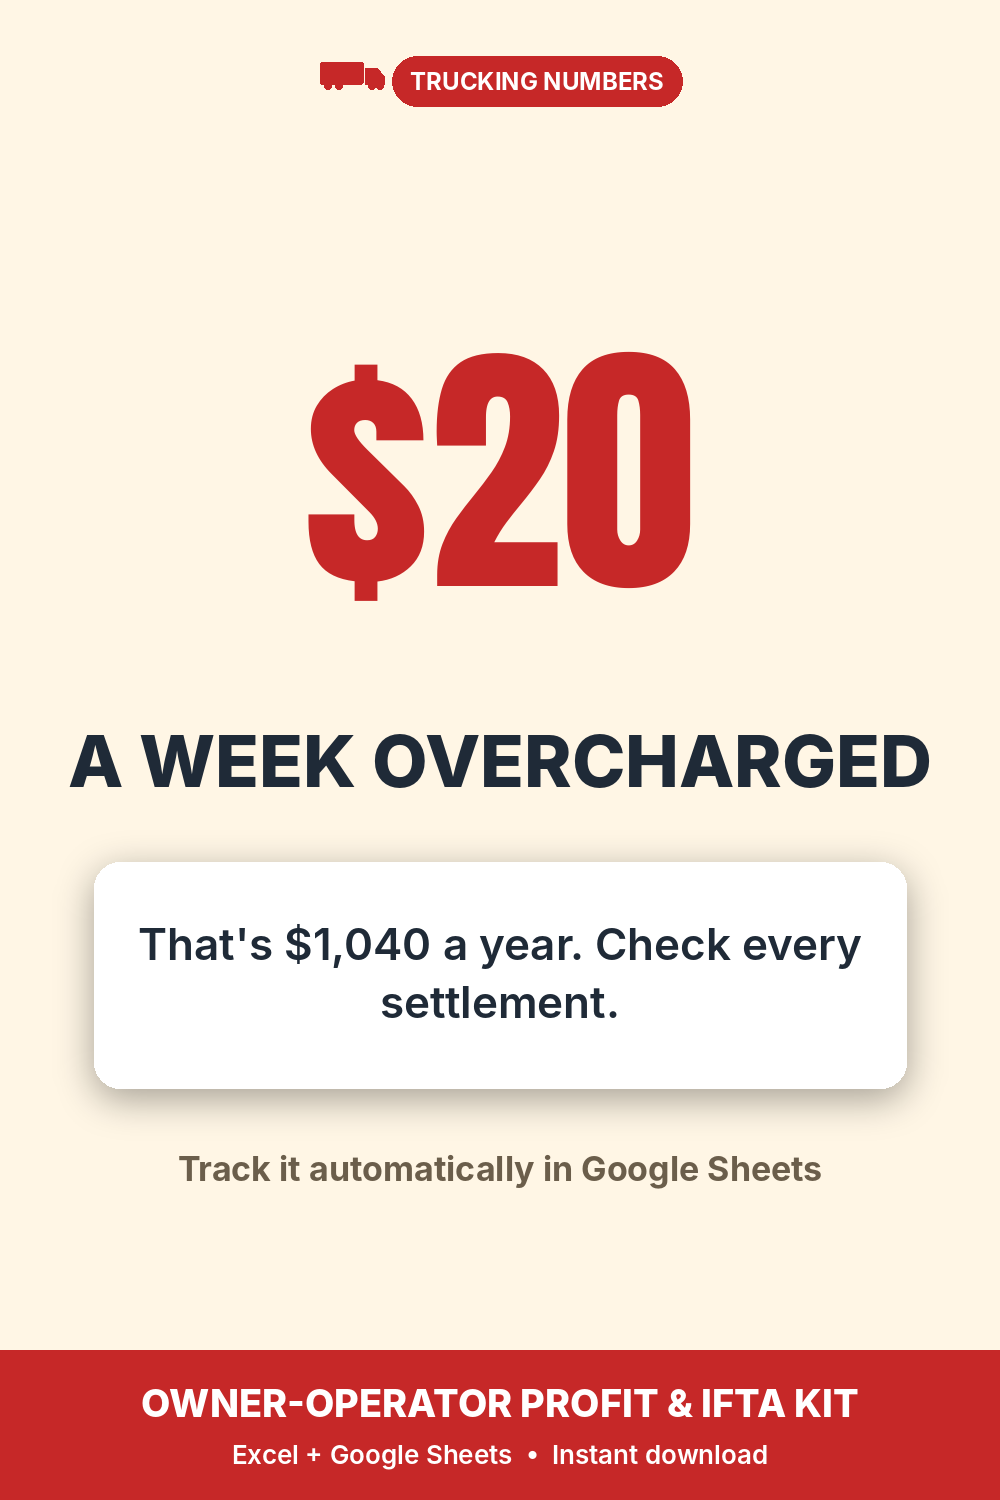 TRUCKING NUMBERS
$20
A WEEK OVERCHARGED
That's $1,040 a year. Check every
settlement.
Track it automatically in Google Sheets
OWNER-OPERATOR PROFIT & IFTA KIT
Excel + Google Sheets • Instant download